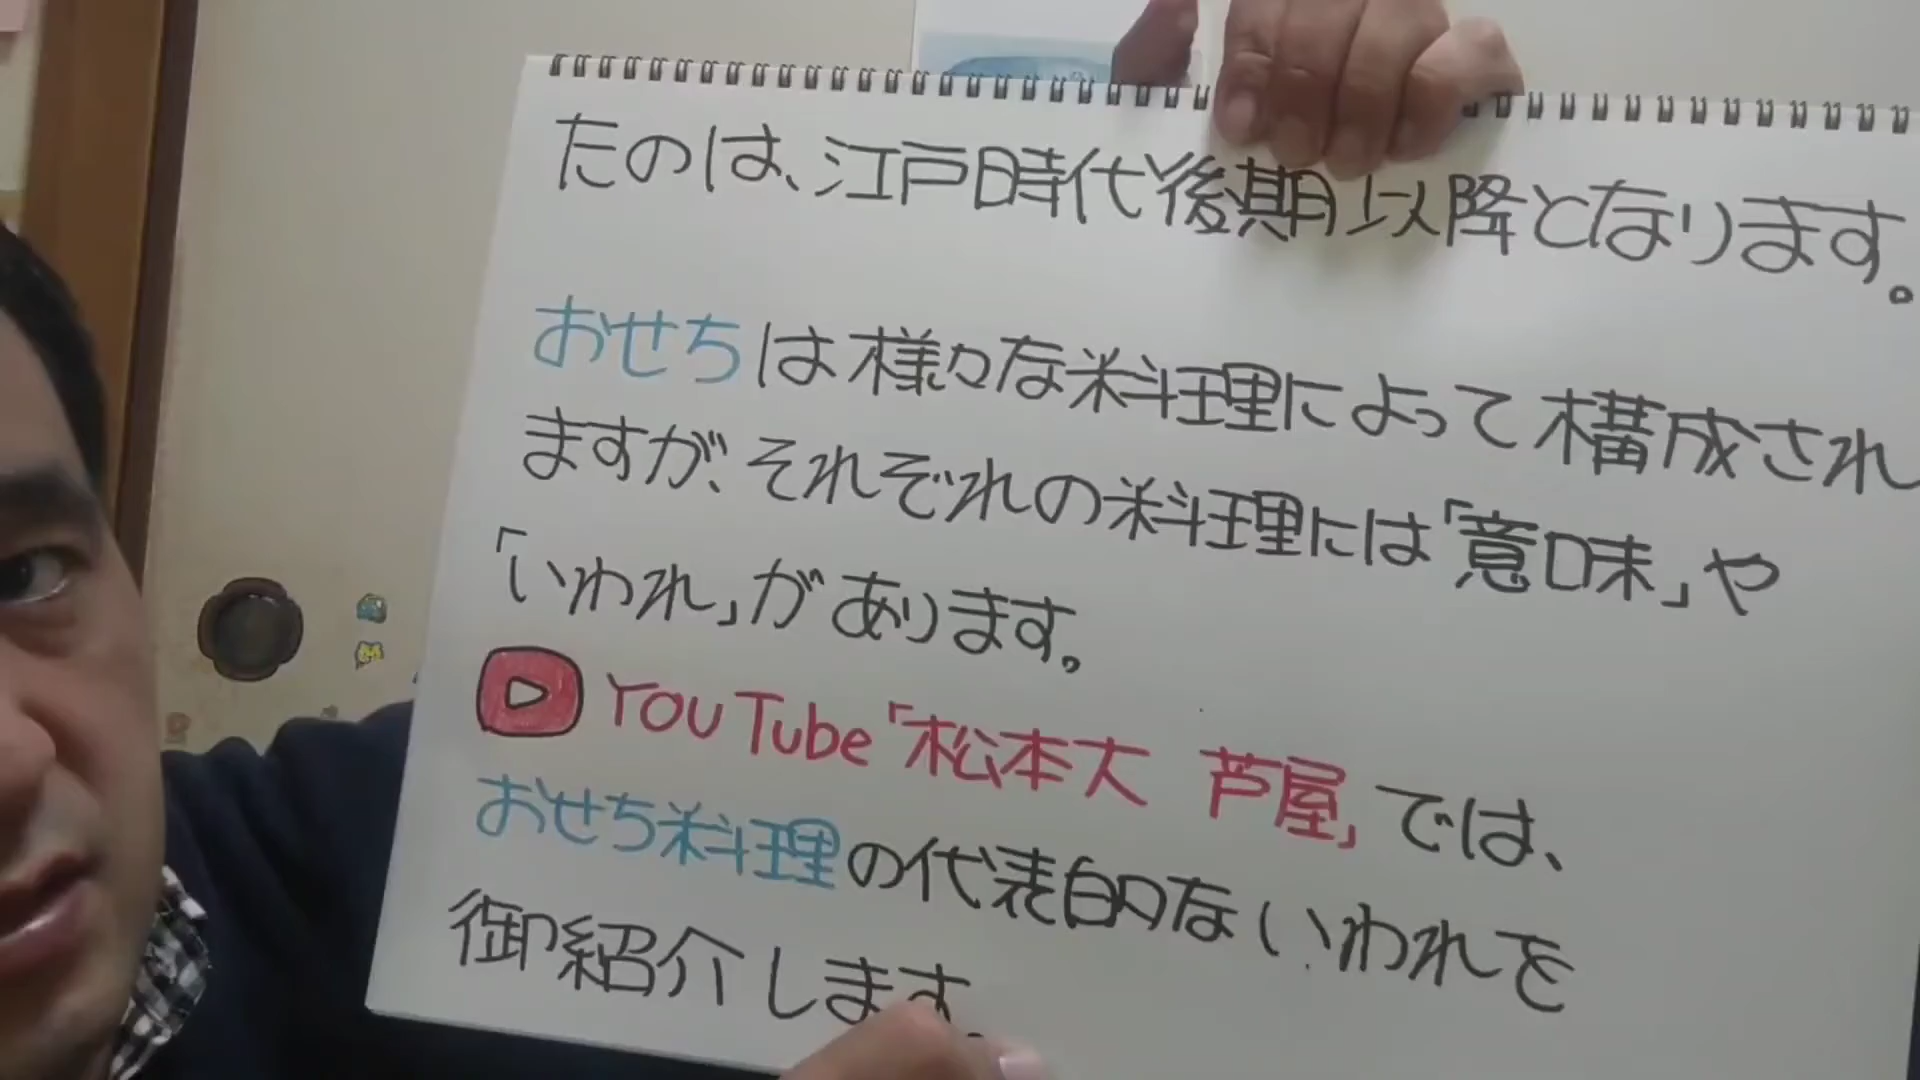 たのは、江戸時代後期以降となります。
おせちは様々な料理によって構成され
ますが、それぞれの料理には「意味」や
「いわれ」があります。
YouTube「松本大 芦屋」では、
おせち料理の代表的ないわれを
御紹介します。